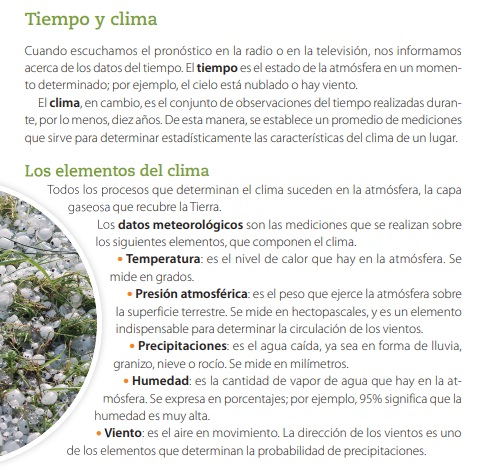 Tiempo y clima
Cuando escuchamos el pronóstico en la radio o en la televisión, nos informamos
acerca de los datos del tiempo. El tiempo es el estado de la atmósfera en un momen-
to determinado; por ejemplo, el cielo está nublado o hay viento.
El clima, en cambio, es el conjunto de observaciones del tiempo realizadas duran-
te, por lo menos, diez años. De esta manera, se establece un promedio de mediciones
que sirve para determinar estadísticamente las características del clima de un lugar.
Los elementos del clima
Todos los procesos que determinan el clima suceden en la atmósfera, la capa
gaseosa que recubre la Tierra.
Los datos meteorológicos son las mediciones que se realizan sobre
los siguientes elementos, que componen el clima.
• Temperatura: es el nivel de calor que hay en la atmósfera. Se
mide en grados.
• Presión atmosférica: es el peso que ejerce la atmósfera sobre
la superficie terrestre. Se mide en hectopascales, y es un elemento
indispensable para determinar la circulación de los vientos.
• Precipitaciones: es el agua caída, ya sea en forma de lluvia,
granizo, nieve o rocío. Se mide en milímetros.
• Humedad: es la cantidad de vapor de agua que hay en la at-
mósfera. Se expresa en porcentajes; por ejemplo, 95% significa que la
humedad es muy alta.
• Viento: es el aire en movimiento. La dirección de los vientos es uno
de los elementos que determinan la probabilidad de precipitaciones.